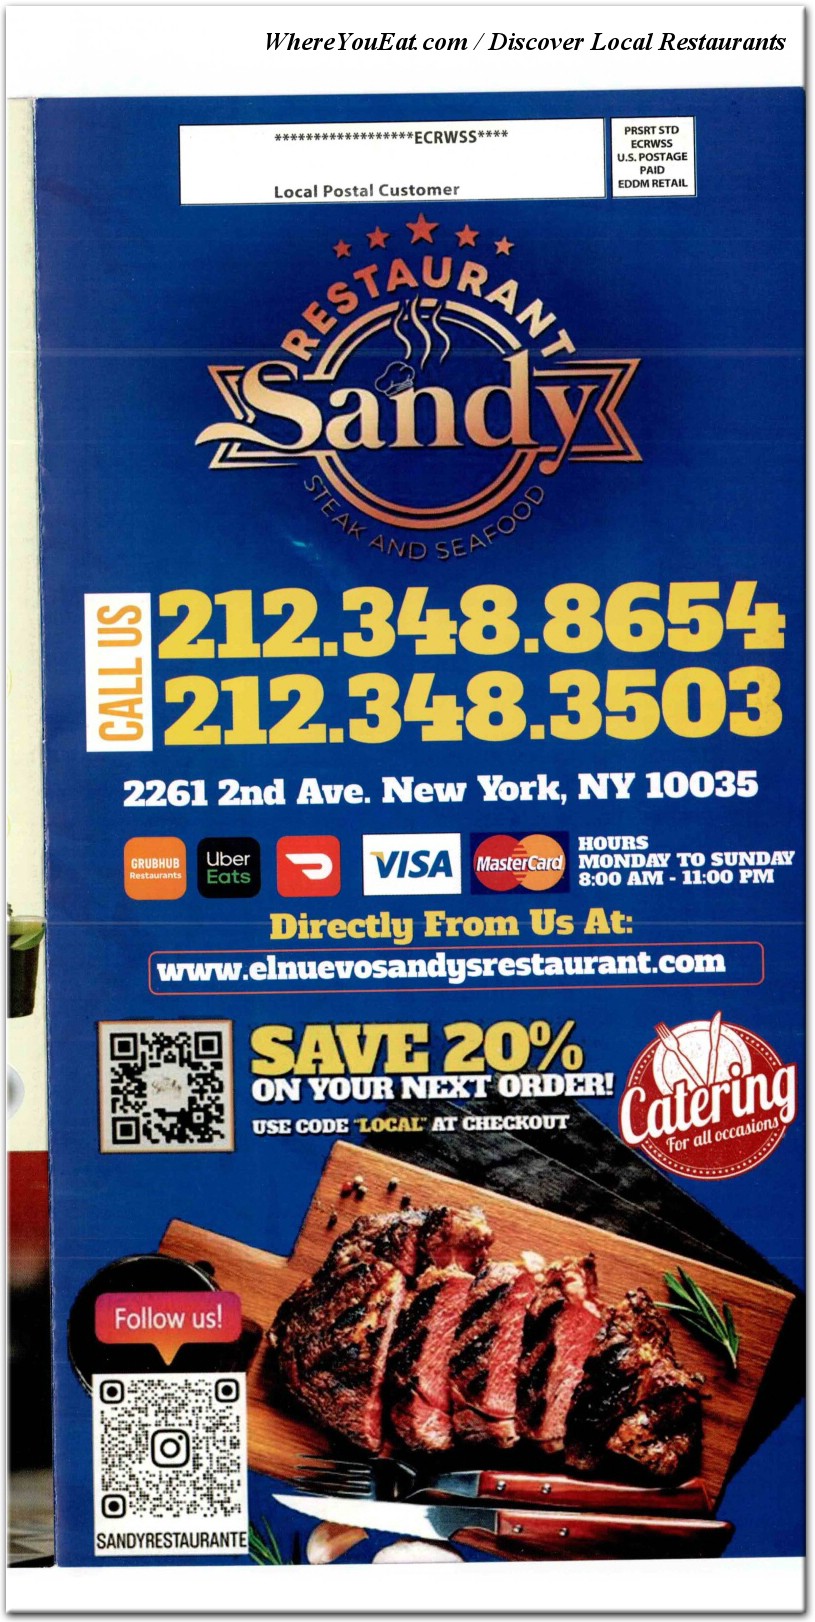 WhereYouEat.com / Discover Local Restaurants
******************ECRWSS****
Local Postal Customer
PRSRT STD
ECRWSS
U.S. POSTAGE
PAID
EDDM RETAIL
RESTAURANT
Sandy
STEAK AND SEAFOOD
CALL US
212.348.8654
212.348.3503
2261 2nd Ave. New York, NY 10035
GRUBHUB
Restaurants
Uber
Eats
VISA
MasterCard
HOURS
MONDAY TO SUNDAY
8:00 AM - 11:00 PM
Directly From Us At:
www.elnuevosandysrestaurant.com
SAVE 20%
ON YOUR NEXT ORDER!
USE CODE "LOCAL" AT CHECKOUT
Catering
For all occasions
Follow us!
SANDYRESTAURANTE